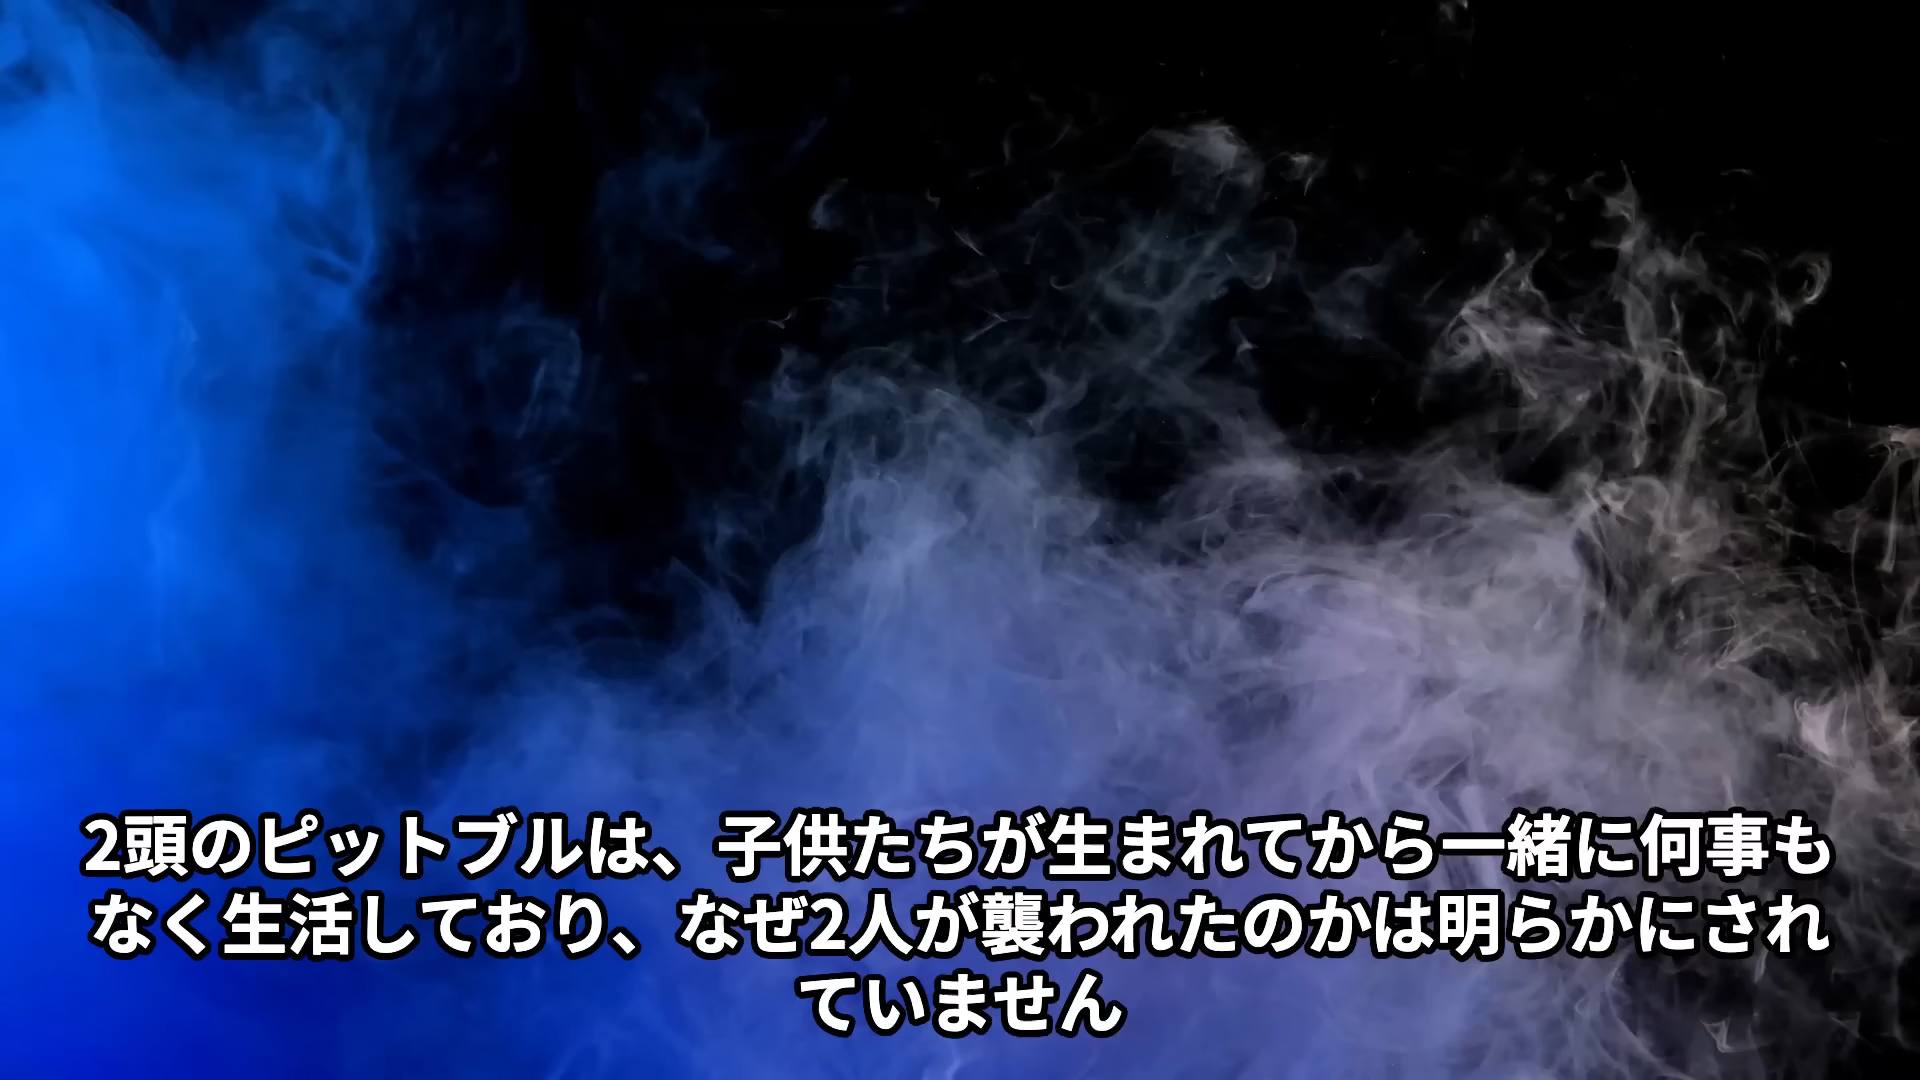 2頭のピットブルは、子供たちが生まれてから一緒に何事も
なく生活しており、なぜ2人が襲われたのかは明らかにされ
ていません